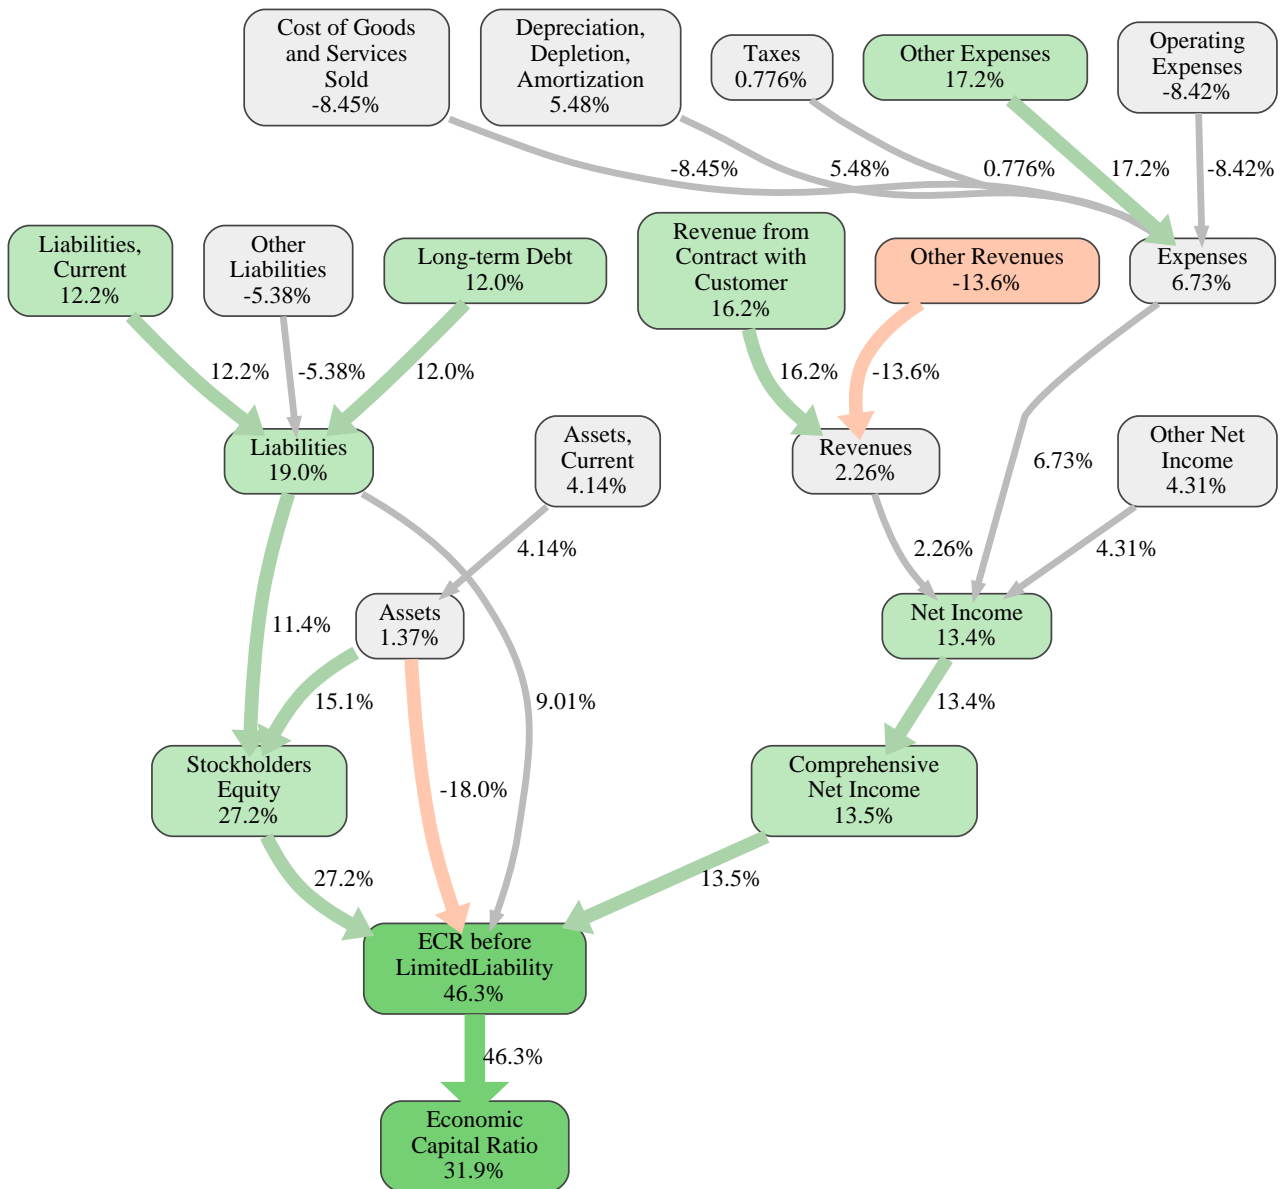 Cost of Goods
and Services
Sold
-8.45%
Depreciation,
Depletion,
Amortization
5.48%
Taxes
0.776%
Other Expenses
17.2%
Operating
Expenses
-8.42%
-8.45%
5.48%
0.776%
17.2%
-8.42%
Liabilities,
Current
12.2%
Other
Liabilities
-5.38%
Long-term Debt
12.0%
Revenue from
Contract with
Customer
16.2%
Other Revenues
-13.6%
Expenses
6.73%
12.2%
-5.38%
12.0%
16.2%
-13.6%
Liabilities
19.0%
Assets,
Current
4.14%
Revenues
2.26%
6.73%
Other Net
Income
4.31%
4.14%
2.26%
4.31%
11.4%
Assets
1.37%
Net Income
13.4%
15.1%
9.01%
13.4%
Stockholders
Equity
27.2%
-18.0%
Comprehensive
Net Income
13.5%
27.2%
13.5%
ECR before
LimitedLiability
46.3%
46.3%
Economic
Capital Ratio
31.9%